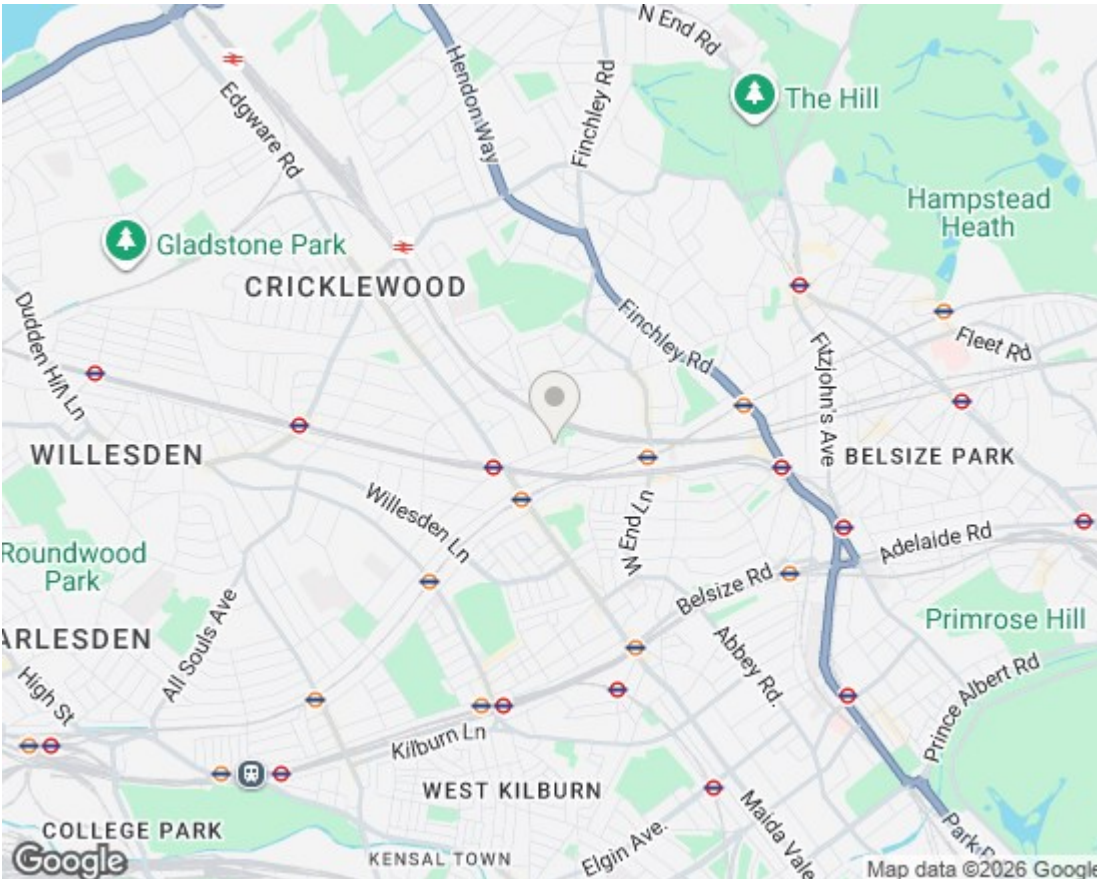 N End Rd
Hendon Way
Finchley Rd
The Hill
Edgware Rd
Hampstead
Heath
Gladstone Park
CRICKLEWOOD
Dudden Hill Ln
Finchley Rd
Fleet Rd
Fitzjohn's Ave
WILLESDEN
BELSIZE PARK
Willesden Ln
W End Ln
Adelaide Rd
Roundwood
Park
Belsize Rd
Primrose Hill
ARLESDEN
All Souls Ave
Abbey Rd.
Prince Albert Rd
High St
Kilburn Ln
WEST KILBURN
Maida Vale
COLLEGE PARK
Elgin Ave.
Park R
KENSAL TOWN
Google
Map data ©2026 Google